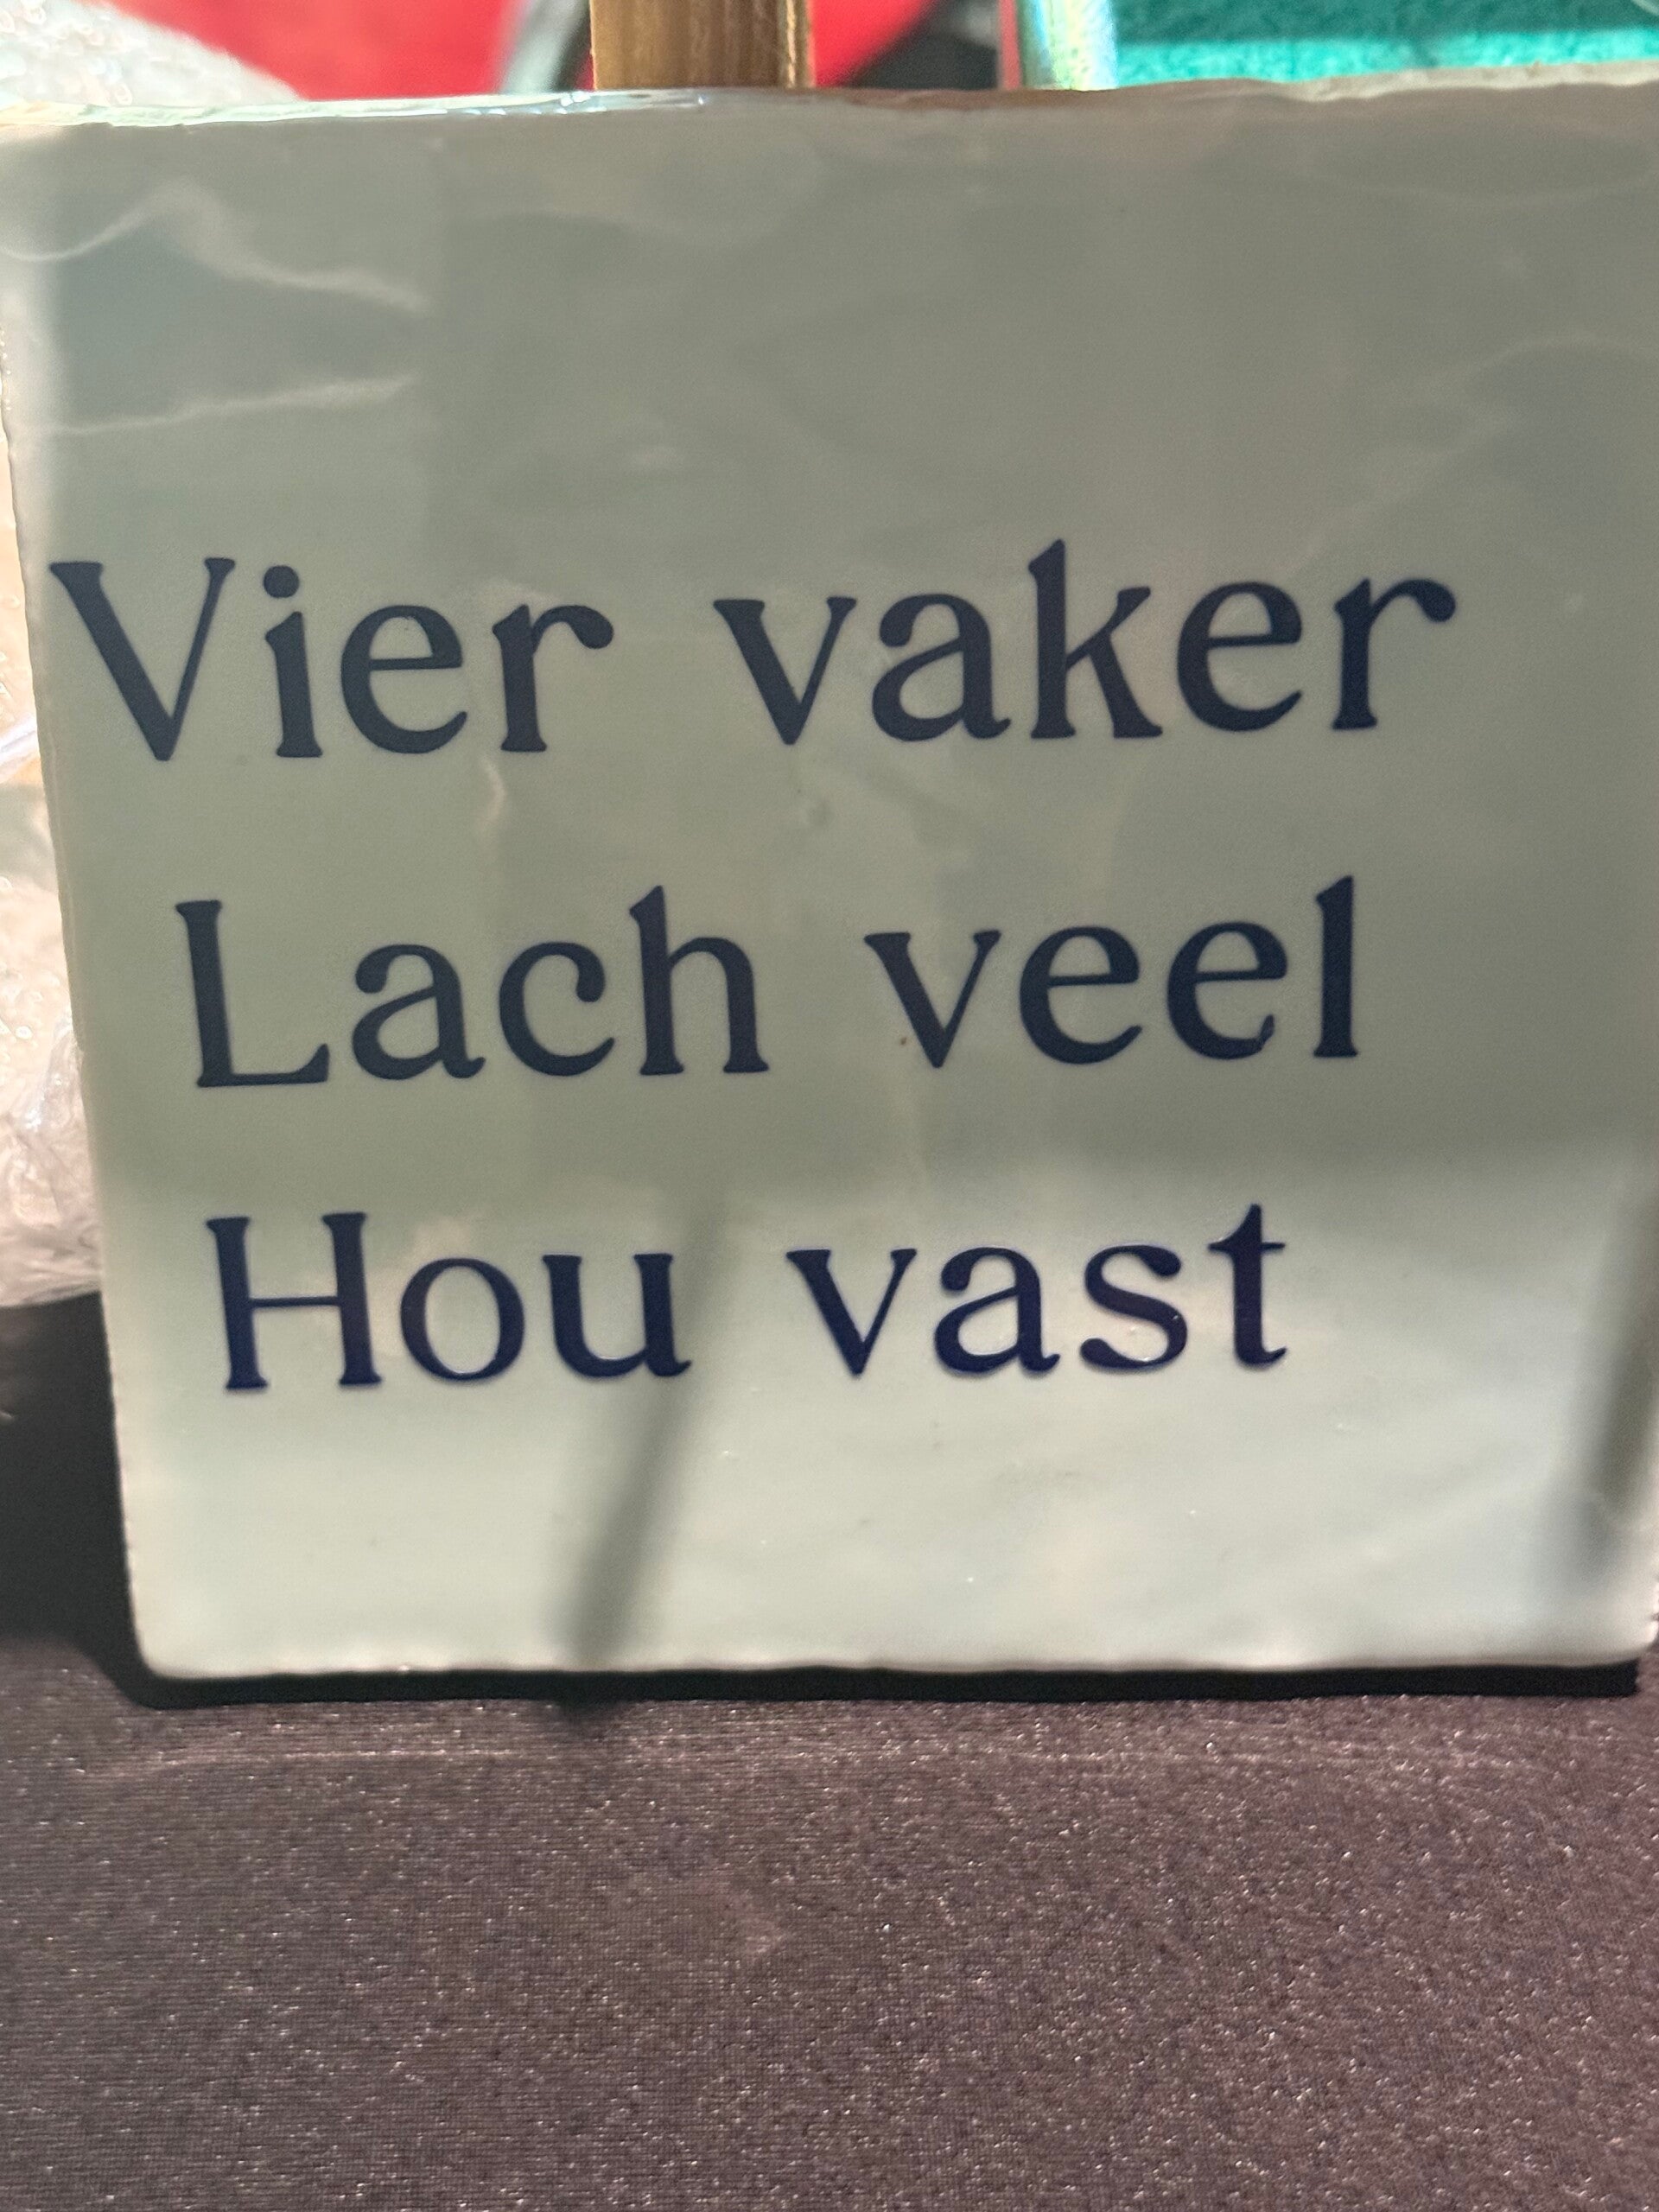 Vier vaker
Lach veel
Hou vast